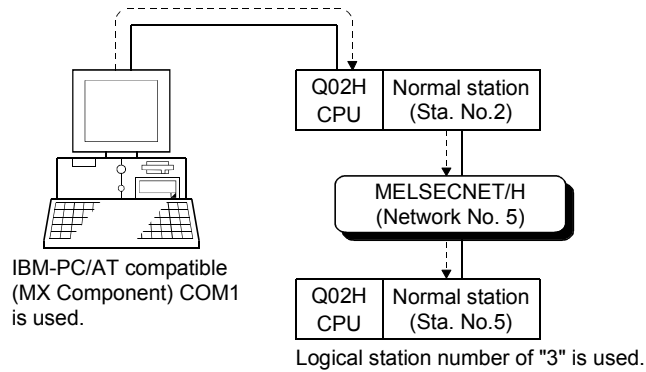 Q02H
CPU
Normal station
(Sta. No.2)
MELSECNET/H
(Network No. 5)
IBM-PC/AT compatible
(MX Component) COM1
is used.
Q02H
CPU
Normal station
(Sta. No.5)
Logical station number of "3" is used.